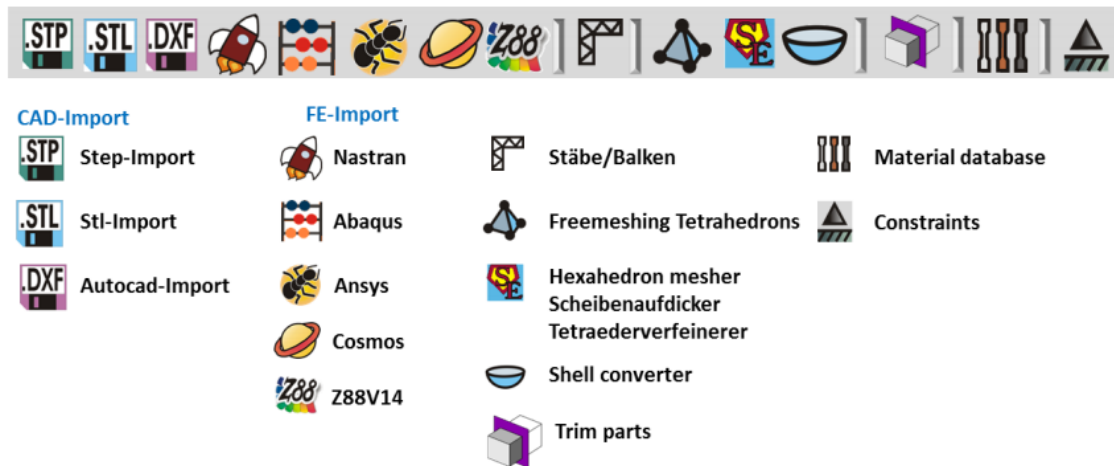 .STP .STL .DXF Z88 SE
CAD-Import
.STP Step-Import
.STL Stl-Import
.DXF Autocad-Import
FE-Import
Nastran
Abaqus
Ansys
Cosmos
Z88 Z88V14
Stäbe/Balken
Freemeshing Tetrahedrons
SE Hexahedron mesher
Scheibenaufdicker
Tetraederverfeinerer
Shell converter
Trim parts
Material database
Constraints